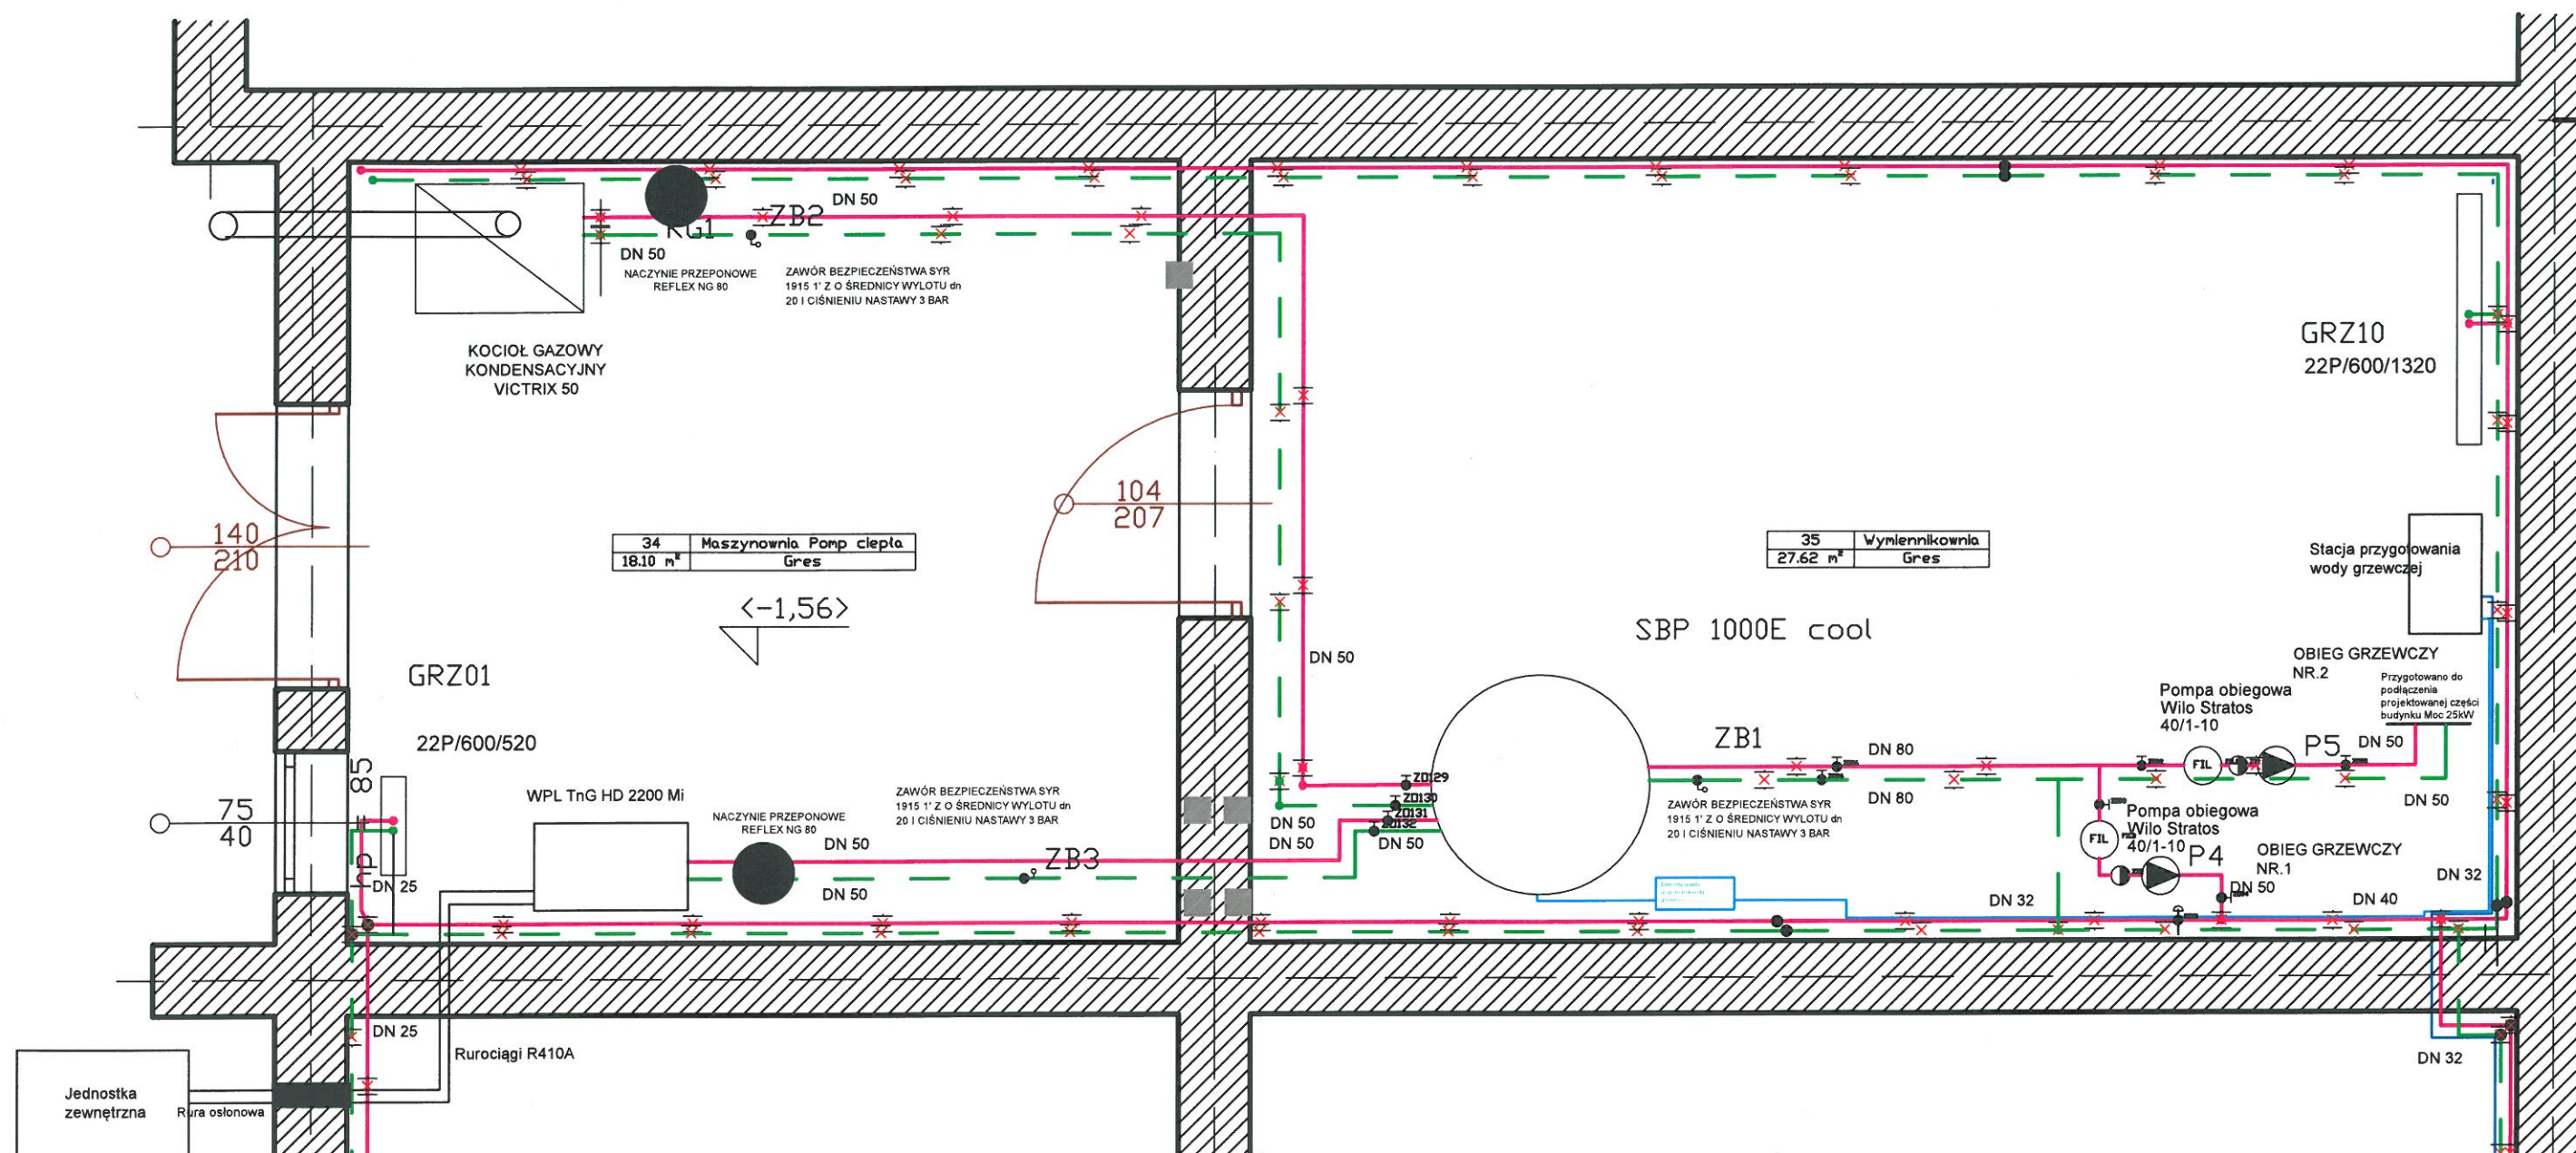 DN 50
ZB2
KG1
DN 50
NACZYNIE PRZEPONOWE
REFLEX NG 80
ZAWÓR BEZPIECZEŃSTWA SYR
1915 1' Z O ŚREDNICY WYLOTU dn
20 I CIŚNIENIU NASTAWY 3 BAR
KOCIOŁ GAZOWY
KONDENSACYJNY
VICTRIX 50
GRZ10
22P/600/1320
104
207
140
210
34 Maszynownia Pomp ciepła
18.10 m² Gres
<-1,56>
35 Wymiennikownia
27.62 m² Gres
Stacja przygotowania
wody grzewczej
SBP 1000E cool
DN 50
GRZ01
22P/600/520
OBIEG GRZEWCZY
NR.2
Przygotowano do
podłączenia
projektowanej części
budynku Moc 25kW
Pompa obiegowa
Wilo Stratos
40/1-10
ZB1
DN 80
FIL
P5
DN 50
DN 80
DN 50
85
75
40
WPL TnG HD 2200 Mi
NACZYNIE PRZEPONOWE
REFLEX NG 80
ZAWÓR BEZPIECZEŃSTWA SYR
1915 1' Z O ŚREDNICY WYLOTU dn
20 I CIŚNIENIU NASTAWY 3 BAR
ZO129
ZO130
ZO131
ZO132
DN 50
DN 50
DN 50
ZAWÓR BEZPIECZEŃSTWA SYR
1915 1' Z O ŚREDNICY WYLOTU dn
20 I CIŚNIENIU NASTAWY 3 BAR
Pompa obiegowa
Wilo Stratos
40/1-10
FIL
P4
OBIEG GRZEWCZY
NR.1
DN 50
DN 50
DN 50
ZB3
DN 25
DN 32
DN 40
DN 32
DN 25
Rurociągi R410A
DN 32
Jednostka
zewnętrzna
Rura osłonowa